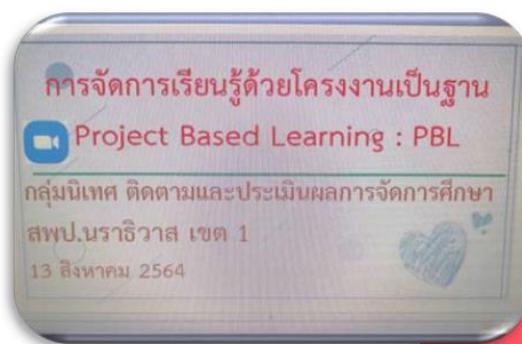 การจัดการเรียนรู้ด้วยโครงงานเป็นฐาน
Project Based Learning : PBL
กลุ่มนิเทศ ติดตามและประเมินผลการจัดการศึกษา
สพป.นราธิวาส เขต 1
13 สิงหาคม 2564